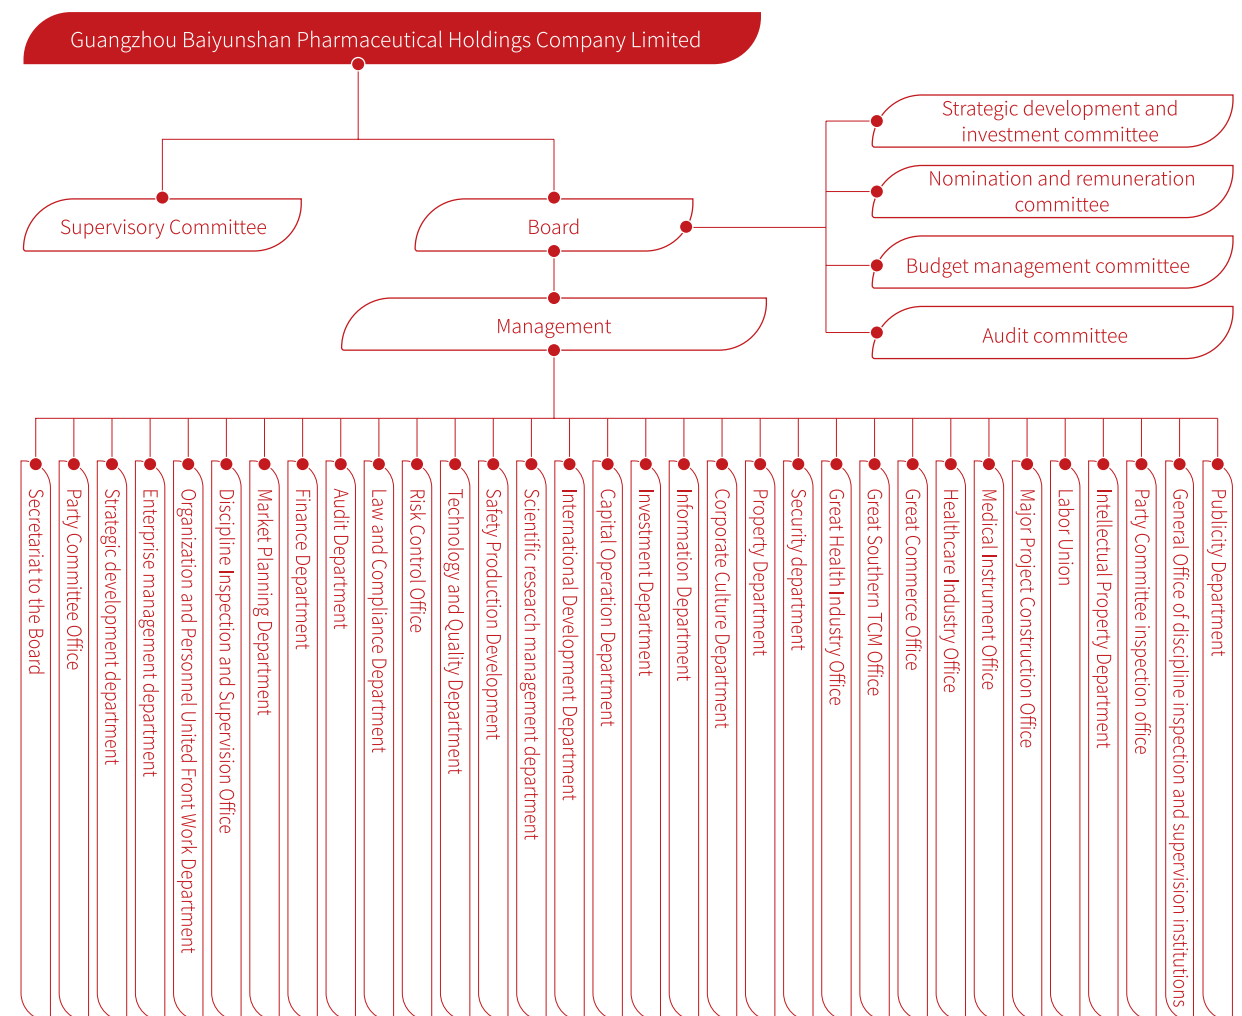 Guangzhou Baiyunshan Pharmaceutical Holdings Company Limited
Strategic development and
investment committee
Nomination and remuneration
committee
Supervisory Committee
Board
Budget management committee
Management
Audit committee
Secretariat to the Board
Party Committee Office
Strategic development department
Enterprise management department
Organization and Personnel United Front Work Department
Discipline Inspection and Supervision Office
Market Planning Department
Finance Department
Audit Department
Law and Compliance Department
Risk Control Office
Technology and Quality Department
Safety Production Development
Scientific research management department
International Development Department
Capital Operation Department
Investment Department
Information Department
Corporate Culture Department
Property Department
Security department
Great Health Industry Office
Great Southern TCM Office
Great Commerce Office
Healthcare Industry Office
Medical Instrument Office
Major Project Construction Office
Labor Union
Intellectual Property Department
Party Committee inspection office
General Office of discipline inspection and supervision institutions
Publicity Department